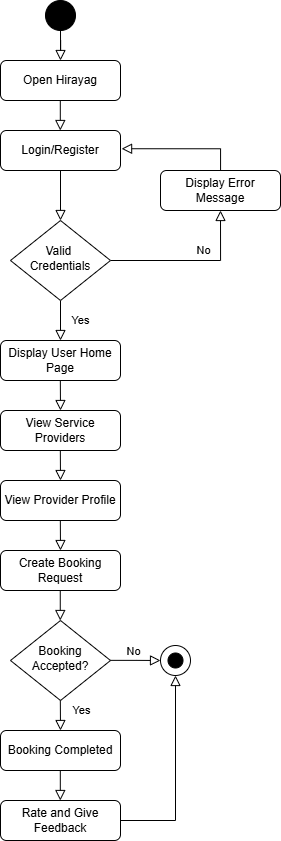 Open Hirayag
Login/Register
Display Error
Message
Valid
Credentials
No
Yes
Display User Home
Page
View Service
Providers
View Provider Profile
Create Booking
Request
Booking
Accepted?
No
Yes
Booking Completed
Rate and Give
Feedback